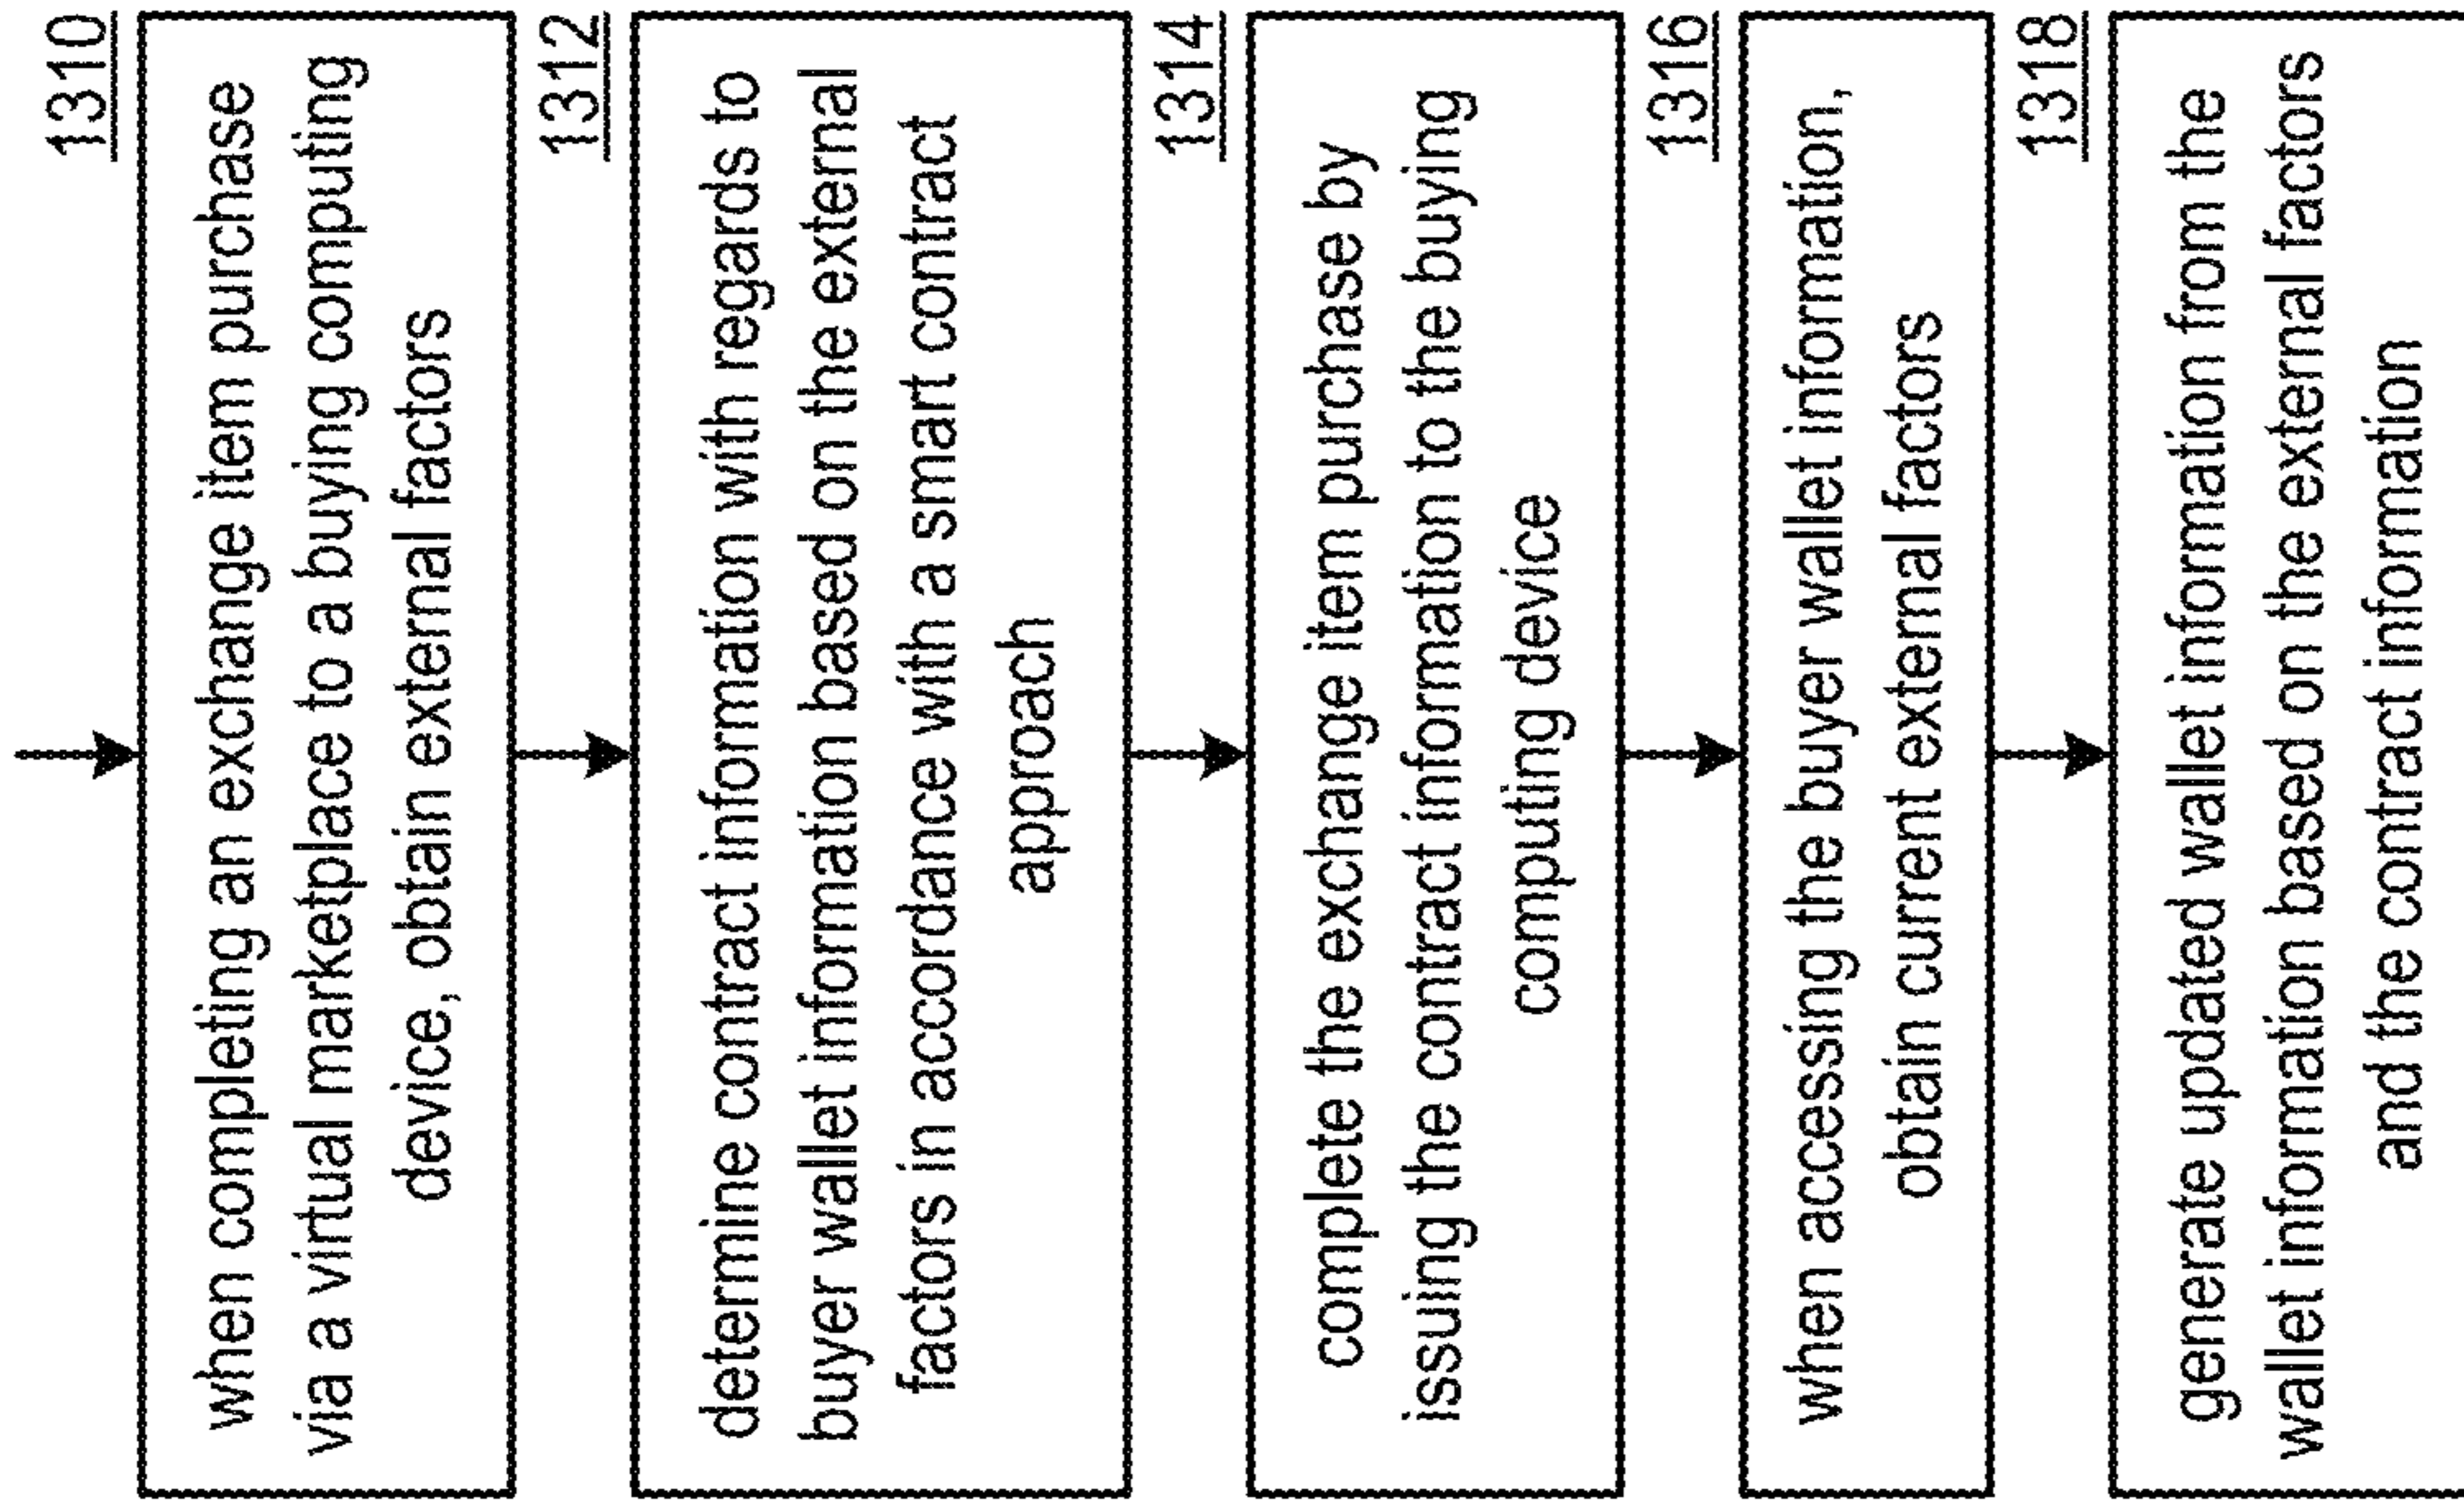 1310
when completing an exchange item purchase
via a virtual marketplace to a buying computing
device, obtain external factors
1312
determine contract information with regards to
buyer wallet information based on the external
factors in accordance with a smart contract
approach
1314
complete the exchange item purchase by
issuing the contract information to the buying
computing device
1316
when accessing the buyer wallet information,
obtain current external factors
1318
generate updated wallet information from the
wallet information based on the external factors
and the contract information